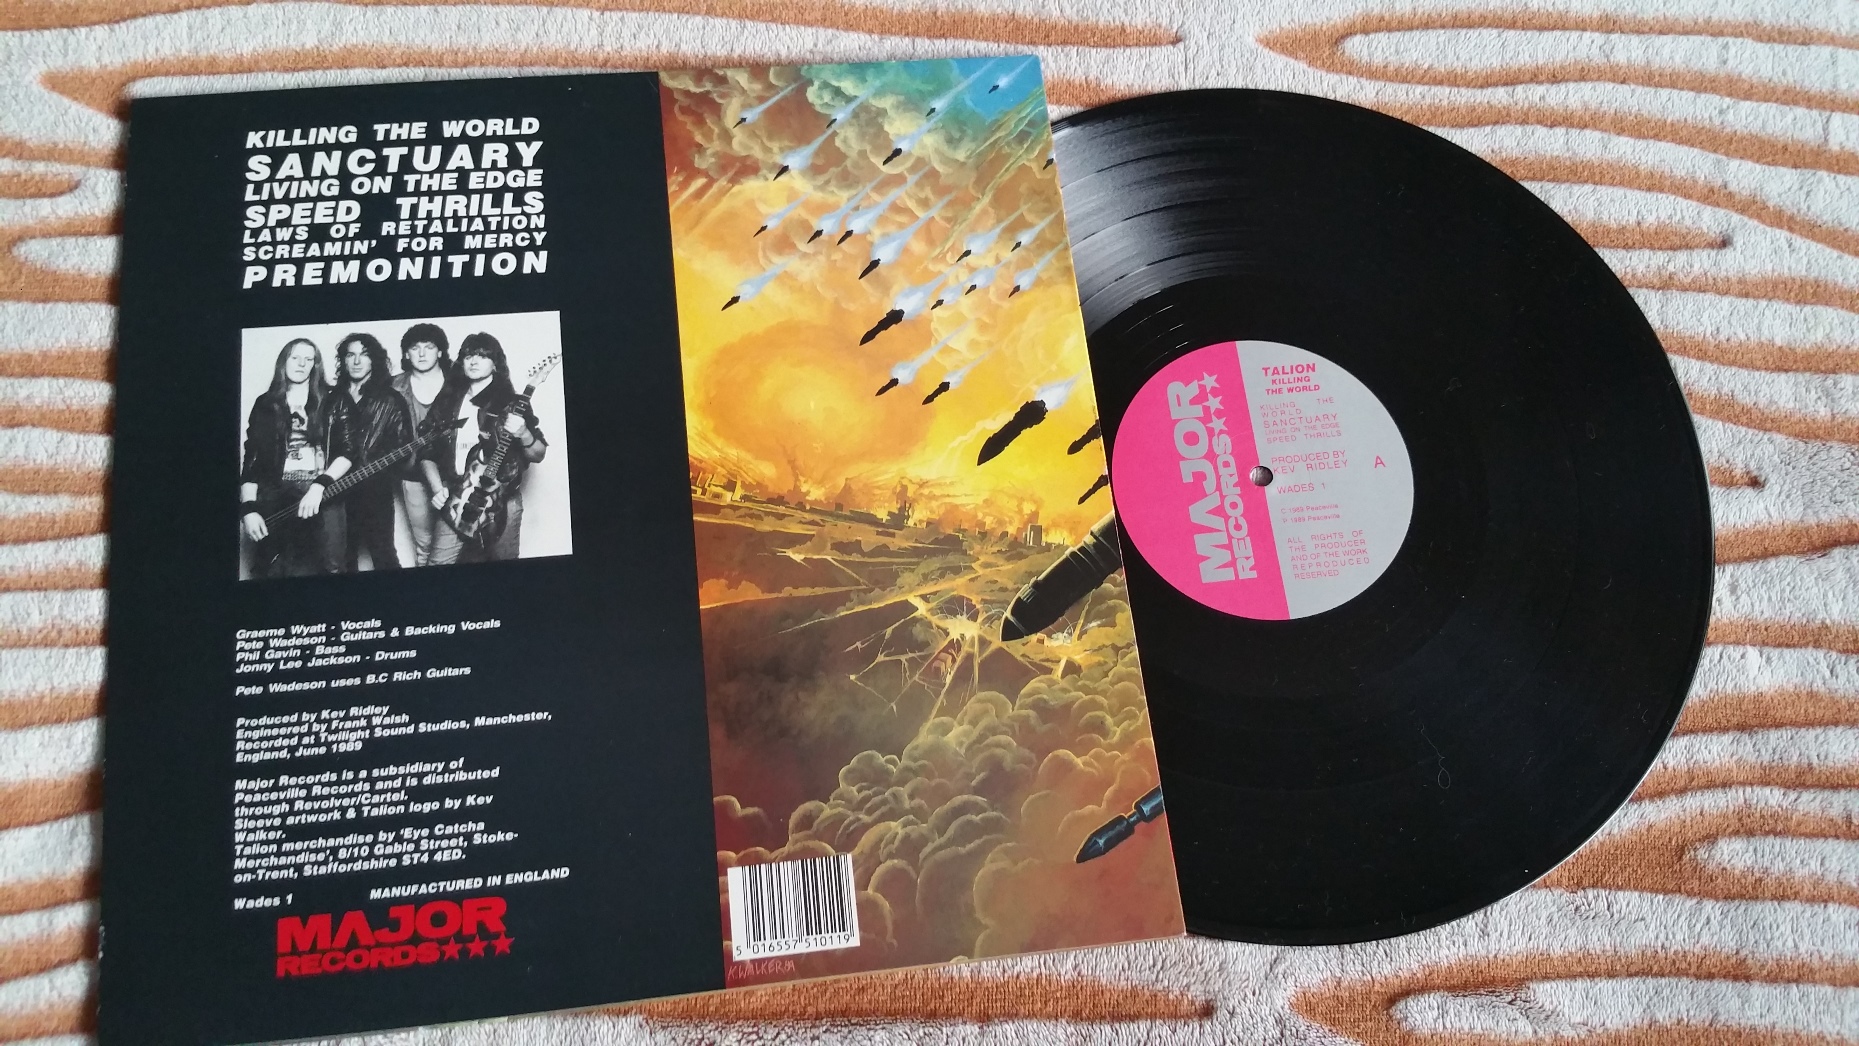 KILLING THE WORLD
SANCTUARY
LIVING ON THE EDGE
SPEED THRILLS
LAWS OF RETALIATION
SCREAMIN' FOR MERCY
PREMONITION
Graeme Wyatt - Vocals
Pete Wadeson - Guitars & Backing Vocals
Phil Gavin - Bass
Jonny Lee Jackson - Drums
Pete Wadeson uses B.C Rich Guitars
Produced by Kev Ridley
Engineered by Frank Walsh
Recorded at Twilight Sound Studios, Manchester,
England, June 1989
Major Records is a subsidiary of
Peaceville Records and is distributed
through Revolver/Cartel.
Sleeve artwork & Talion logo by Kev
Walker.
Talion merchandise by 'Eye Catcha
Merchandise', 8/10 Gable Street, Stoke-
on-Trent, Staffordshire ST4 4ED.
Wades 1
MANUFACTURED IN ENGLAND
MAJOR
RECORDS★★★
5 016557 510119
K WALKER 89
MAJOR
RECORDS★★★
TALION
KILLING
THE WORLD
KILLING THE
WORLD
SANCTUARY
LIVING ON THE EDGE
SPEED THRILLS
PRODUCED BY
KEV RIDLEY
A
WADES 1
C 1989 Peaceville
P 1989 Peaceville
ALL RIGHTS OF
THE PRODUCER
AND OF THE WORK
REPRODUCED
RESERVED